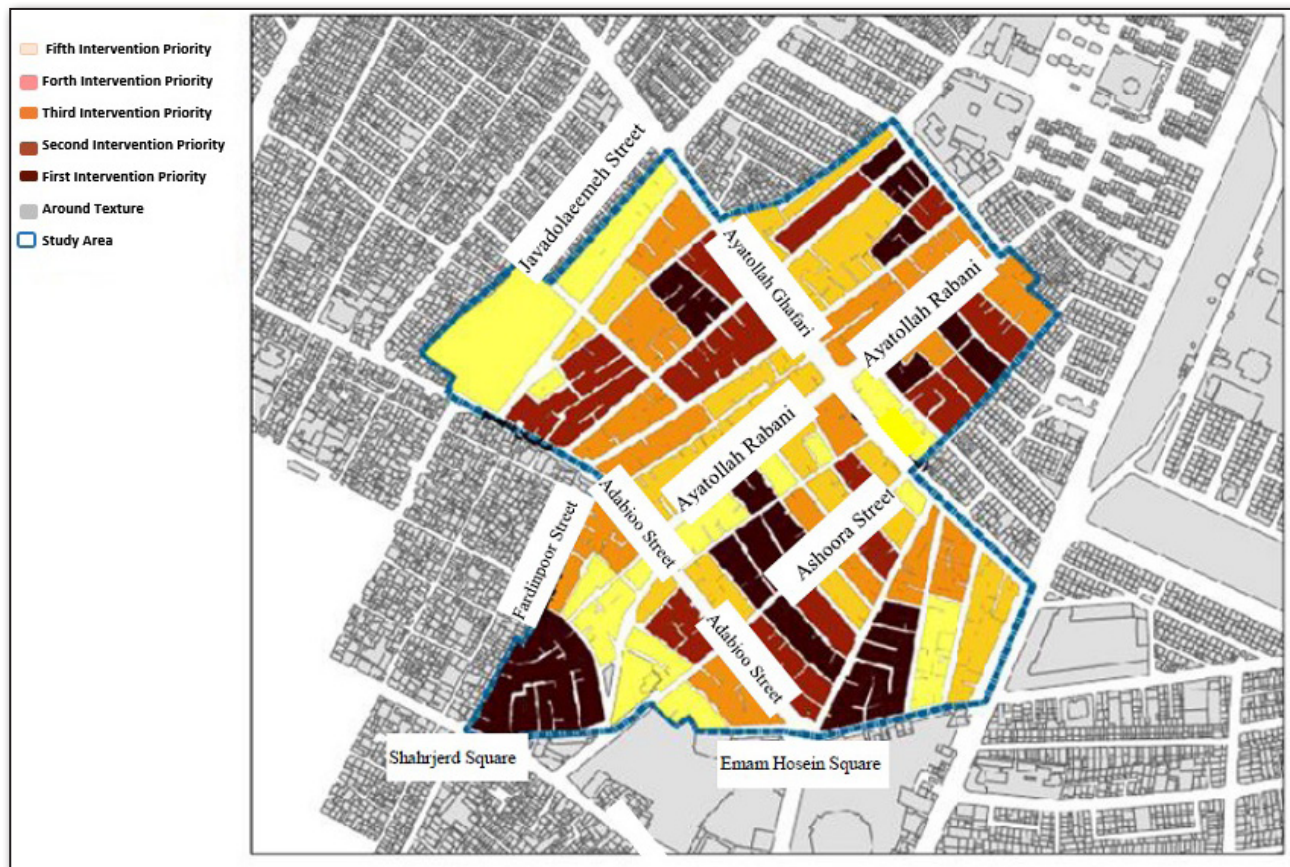 Fifth Intervention Priority
Forth Intervention Priority
Third Intervention Priority
Second Intervention Priority
First Intervention Priority
Around Texture
Study Area
Javadolaeemeh Street
Ayatollah Ghafari
Ayatollah Rabani
Ayatollah Rabani
Adabjoo Street
Fardinpoor Street
Ashoora Street
Adabjoo Street
Shahrjerd Square
Emam Hosein Square